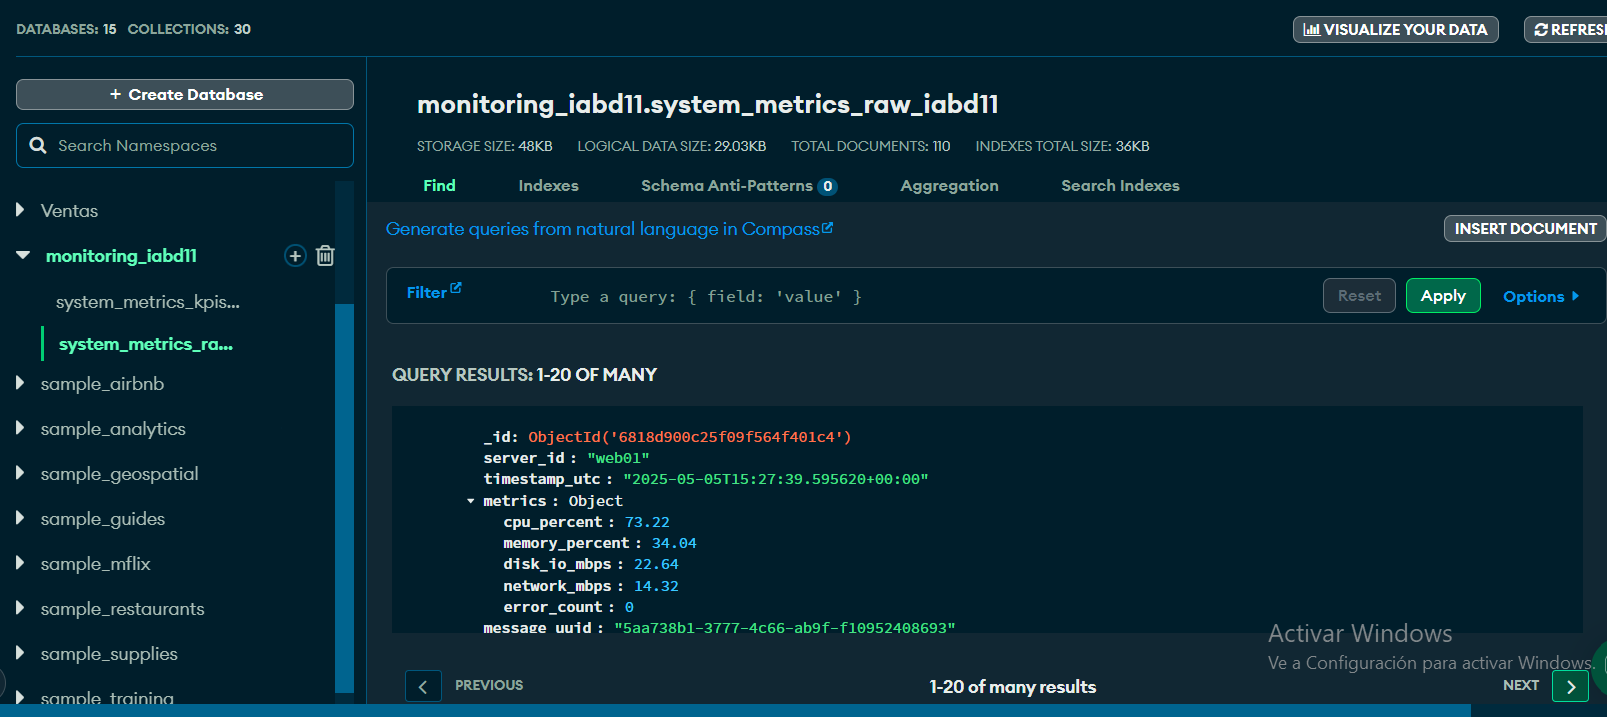 DATABASES: 15 COLLECTIONS: 30
VISUALIZE YOUR DATA
REFRES
+ Create Database
Search Namespaces
Ventas
monitoring_iabd11
system_metrics_kpis...
system_metrics_ra...
sample_airbnb
sample_analytics
sample_geospatial
sample_guides
sample_mflix
sample_restaurants
sample_supplies
sample_training
monitoring_iabd11.system_metrics_raw_iabd11
STORAGE SIZE: 48KB LOGICAL DATA SIZE: 29.03KB TOTAL DOCUMENTS: 110 INDEXES TOTAL SIZE: 36KB
Find Indexes Schema Anti-Patterns 0 Aggregation Search Indexes
Generate queries from natural language in Compass
INSERT DOCUMENT
Filter Type a query: { field: 'value' } Reset Apply Options
QUERY RESULTS: 1-20 OF MANY
_id: ObjectId('6818d900c25f09f564f401c4')
server_id : "web01"
timestamp_utc : "2025-05-05T15:27:39.595620+00:00"
metrics : Object
cpu_percent : 73.22
memory_percent : 34.04
disk_io_mbps : 22.64
network_mbps : 14.32
error_count : 0
message_uuid : "5aa738b1-3777-4c66-ab9f-f10952408693"
Activar Windows
Ve a Configuración para activar Windows.
PREVIOUS 1-20 of many results NEXT